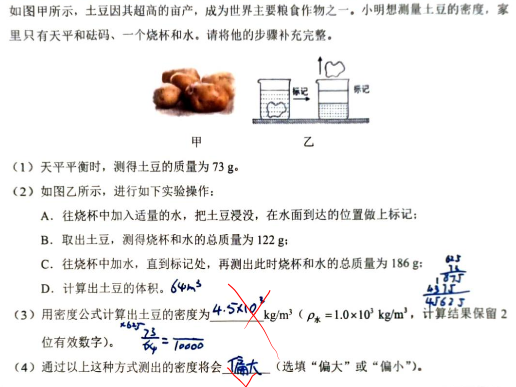 如图甲所示，土豆因其超高的亩产，成为世界主要粮食作物之一。小明想测量土豆的密度，家
里只有天平和砝码、一个烧杯和水。请将他的步骤补充完整。
标记 标记
甲 乙
（1）天平平衡时，测得土豆的质量为 73 g。
（2）如图乙所示，进行如下实验操作：
A．往烧杯中加入适量的水，把土豆浸没，在水面到达的位置做上标记；
B．取出土豆，测得烧杯和水的总质量为 122 g；
C．往烧杯中加水，直到标记处，再测出此时烧杯和水的总质量为 186 g；
D．计算出土豆的体积。64m³
（3）用密度公式计算出土豆的密度为 4.5×10³ kg/m³（ρ水＝1.0×10³ kg/m³，计算结果保留 2
位有效数字）。 73/64 = /10000
×625
625
73
1875
4375
45625
（4）通过以上这种方式测出的密度将会 偏大 （选填“偏大”或“偏小”）。